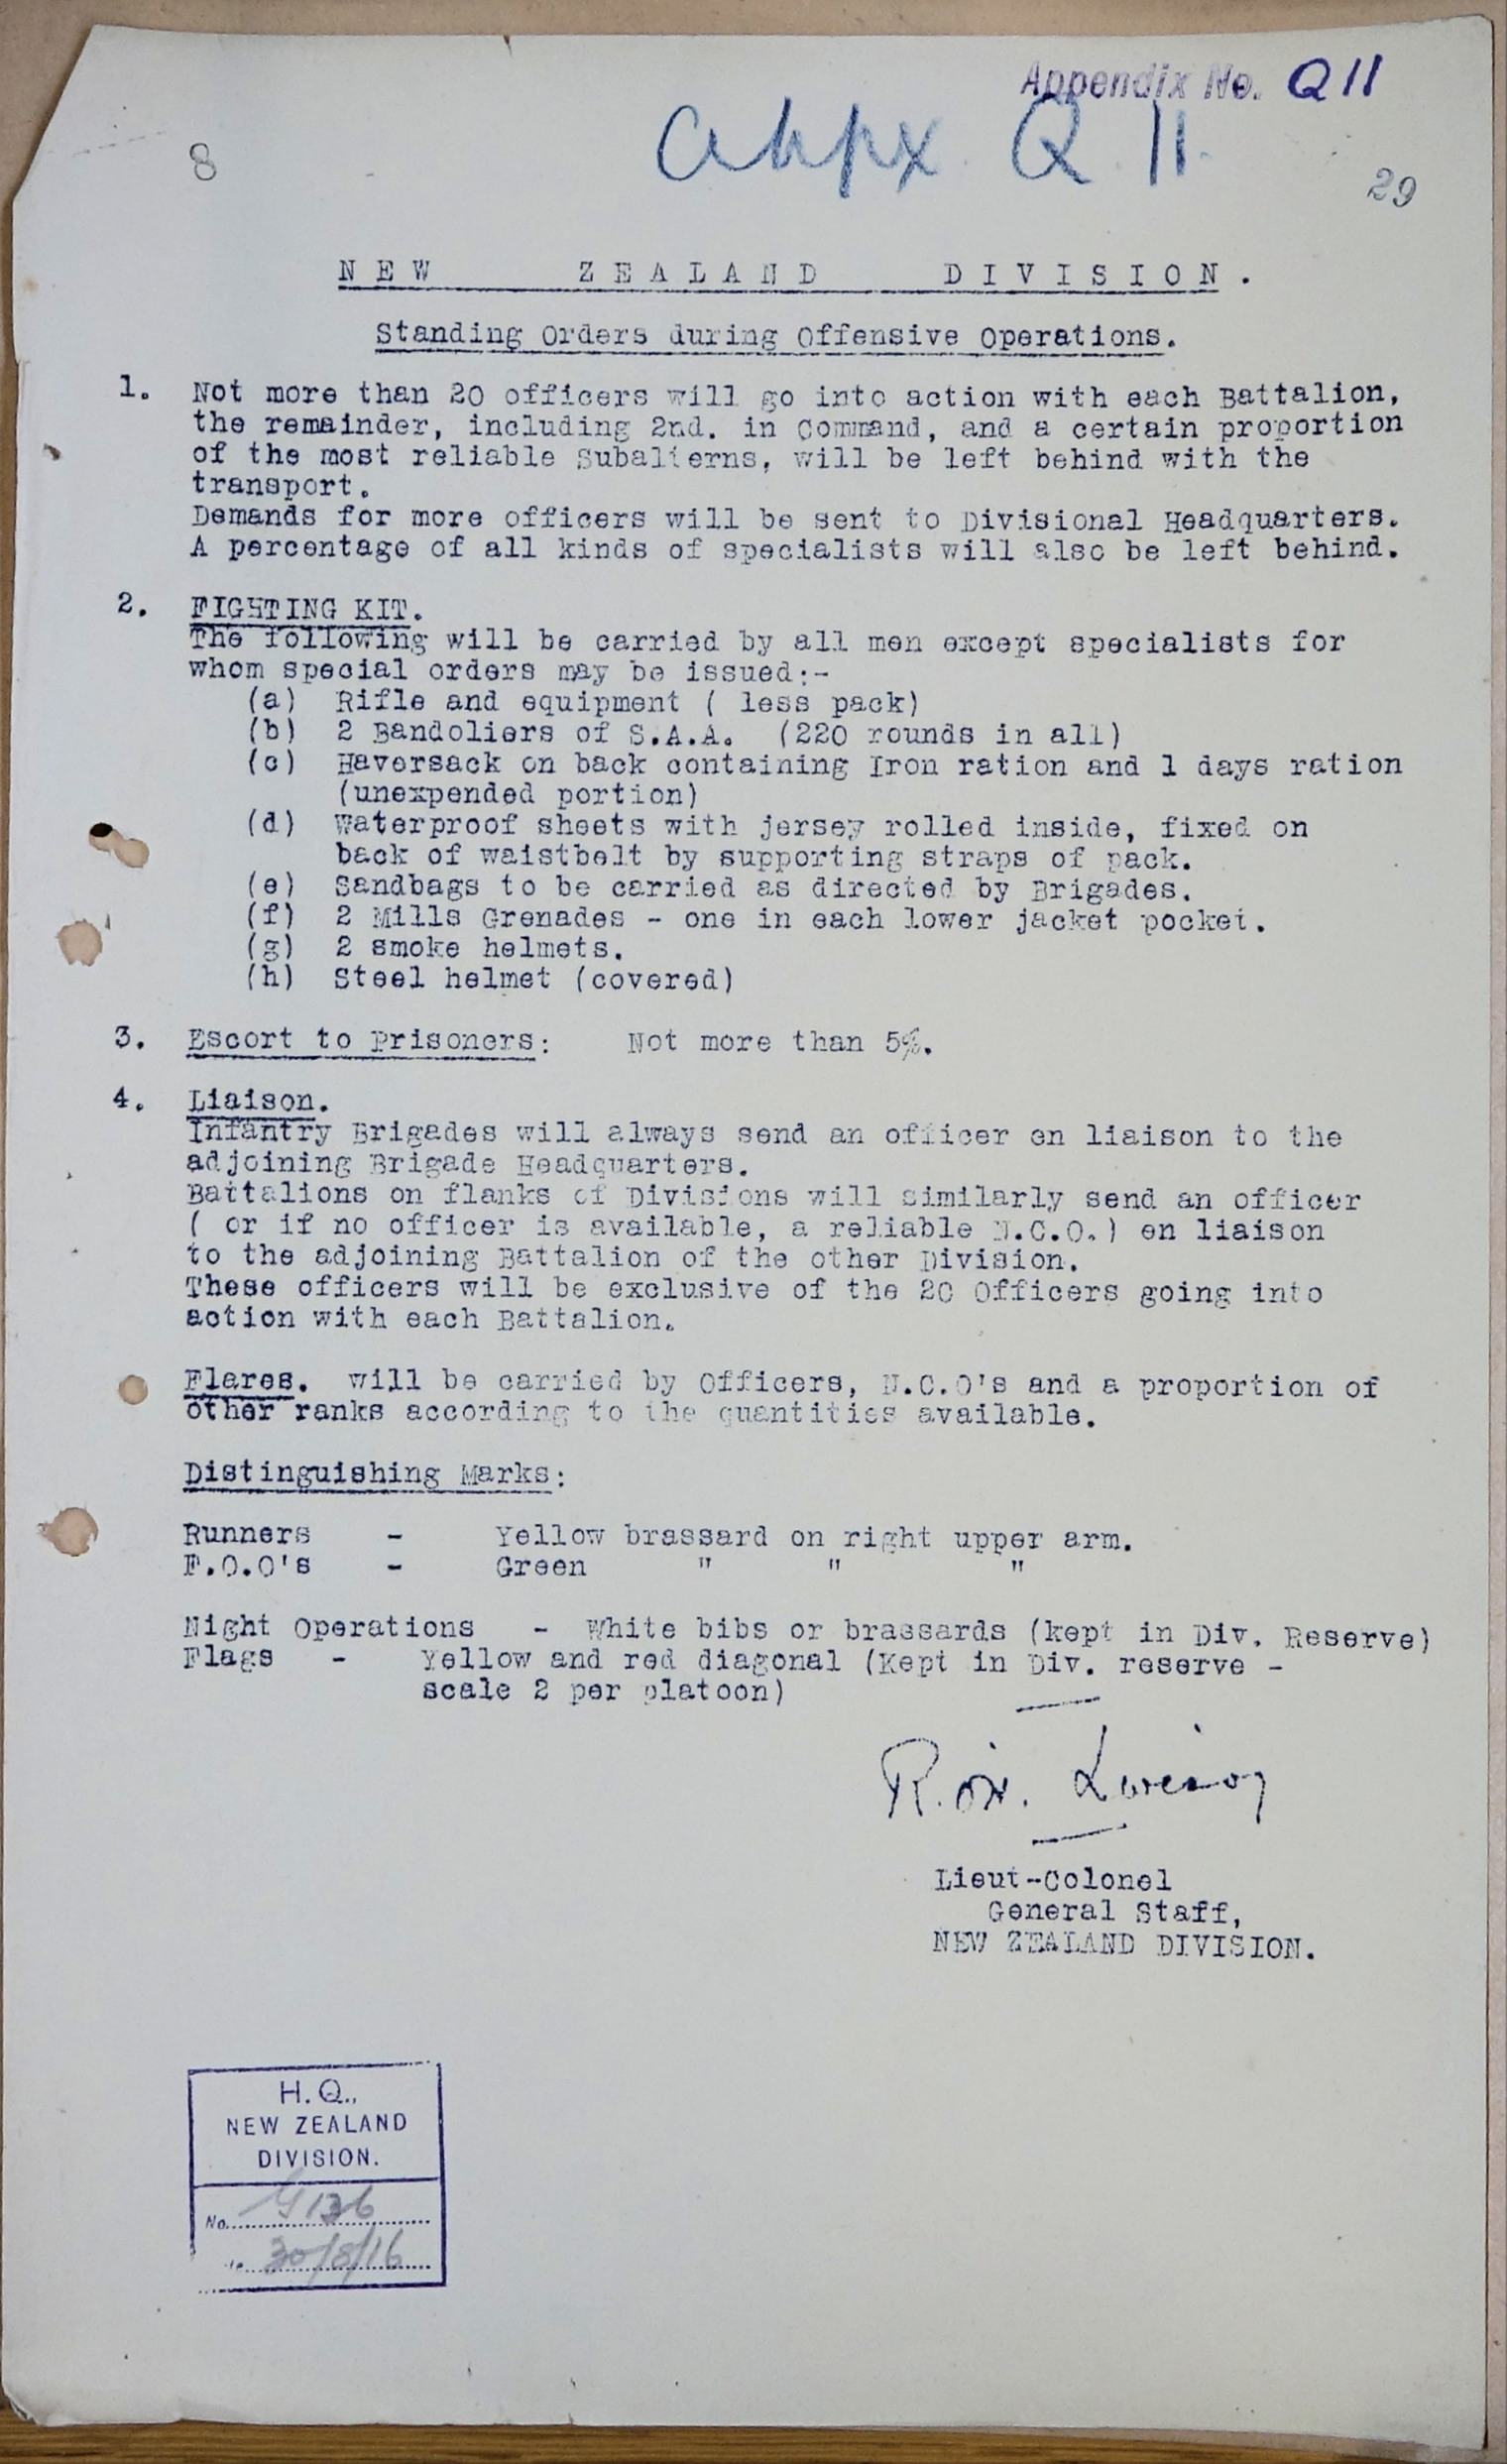 Appendix No. Q 11
Appx Q 11.
8
29
NEW ZEALAND DIVISION.
Standing Orders during Offensive Operations.
1. Not more than 20 officers will go into action with each Battalion,
the remainder, including 2nd. in Command, and a certain proportion
of the most reliable Subalterns, will be left behind with the
transport.
Demands for more officers will be sent to Divisional Headquarters.
A percentage of all kinds of specialists will also be left behind.
2. FIGHTING KIT.
The following will be carried by all men except specialists for
whom special orders may be issued:-
(a) Rifle and equipment ( less pack)
(b) 2 Bandoliers of S.A.A. (220 rounds in all)
(c) Haversack on back containing Iron ration and 1 days ration
(unexpended portion)
(d) Waterproof sheets with jersey rolled inside, fixed on
back of waistbelt by supporting straps of pack.
(e) Sandbags to be carried as directed by Brigades.
(f) 2 Mills Grenades - one in each lower jacket pocket.
(g) 2 smoke helmets.
(h) Steel helmet (covered)
3. Escort to Prisoners: Not more than 5%.
4. Liaison.
Infantry Brigades will always send an officer en liaison to the
adjoining Brigade Headquarters.
Battalions on flanks of Divisions will similarly send an officer
( or if no officer is available, a reliable N.C.O.) en liaison
to the adjoining Battalion of the other Division.
These officers will be exclusive of the 20 Officers going into
action with each Battalion.
Flares. will be carried by Officers, N.C.O's and a proportion of
other ranks according to the quantities available.
Distinguishing Marks:
Runners - Yellow brassard on right upper arm.
F.O.O's - Green " " "
Night Operations - White bibs or brassards (kept in Div. Reserve)
Flags - Yellow and red diagonal (Kept in Div. reserve -
scale 2 per platoon)
Lieut-Colonel
General Staff,
NEW ZEALAND DIVISION.
H.Q.,
NEW ZEALAND
DIVISION.
No. G 136
30/8/16